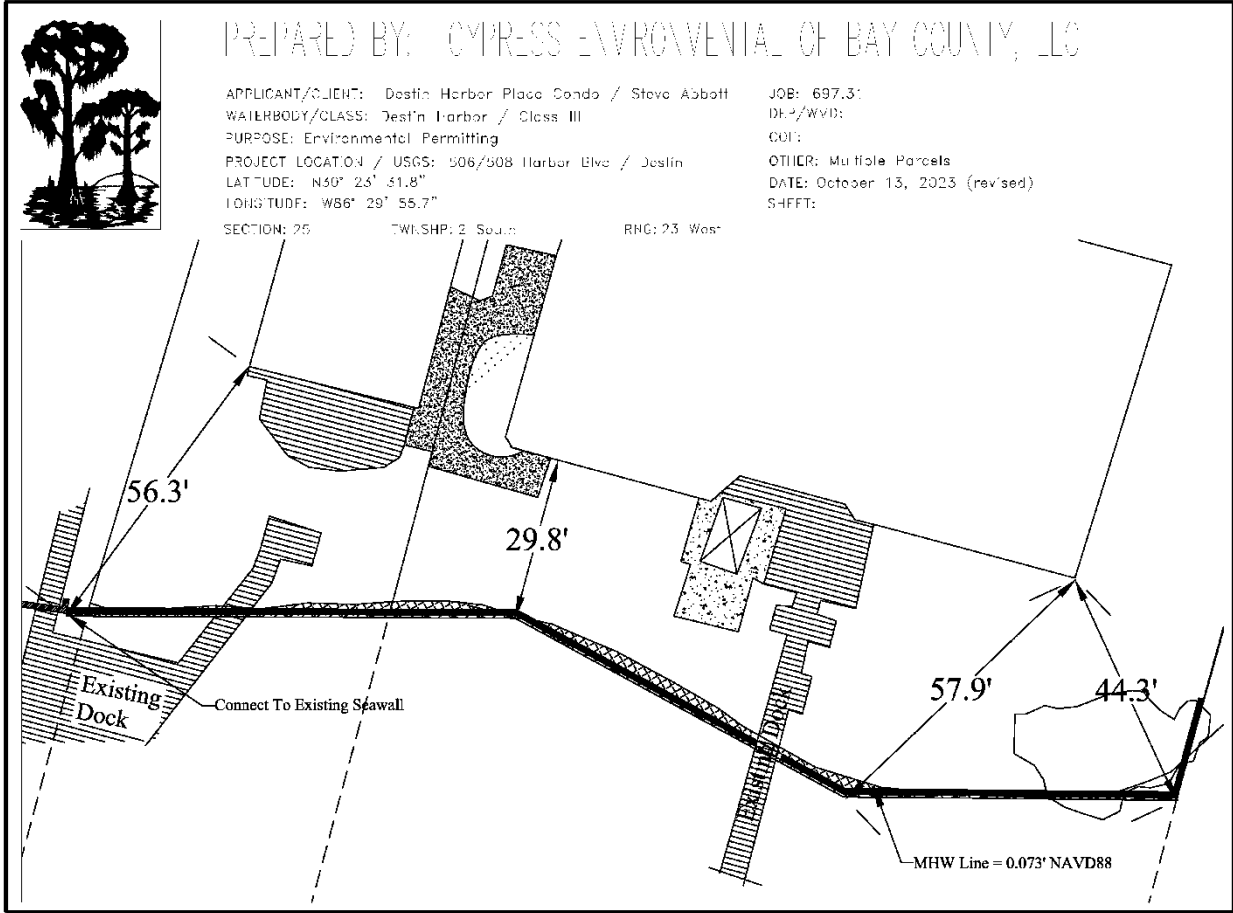 PREPARED BY: CYPRESS ENVIRONMENTAL OF BAY COUNTY, LLC
APPLICANT/CLIENT: Destin Harbor Place Condo / Steve Abbott
WATERBODY/CLASS: Destin Harbor / Class III
PURPOSE: Environmental Permitting
PROJECT LOCATION / USGS: 506/508 Harbor Blvd / Destin
LATITUDE: N30° 23' 31.8"
LONGITUDE: W86° 29' 55.7"
SECTION: 25 TWNSHP: 2 South RNG: 23 West
JOB: 697.31
DEP/WMD:
COE:
OTHER: Multiple Parcels
DATE: October 13, 2023 (revised)
SHEET:
56.3'
29.8'
57.9'
44.3'
Existing
Dock
Connect To Existing Seawall
Existing Dock
MHW Line = 0.073' NAVD88